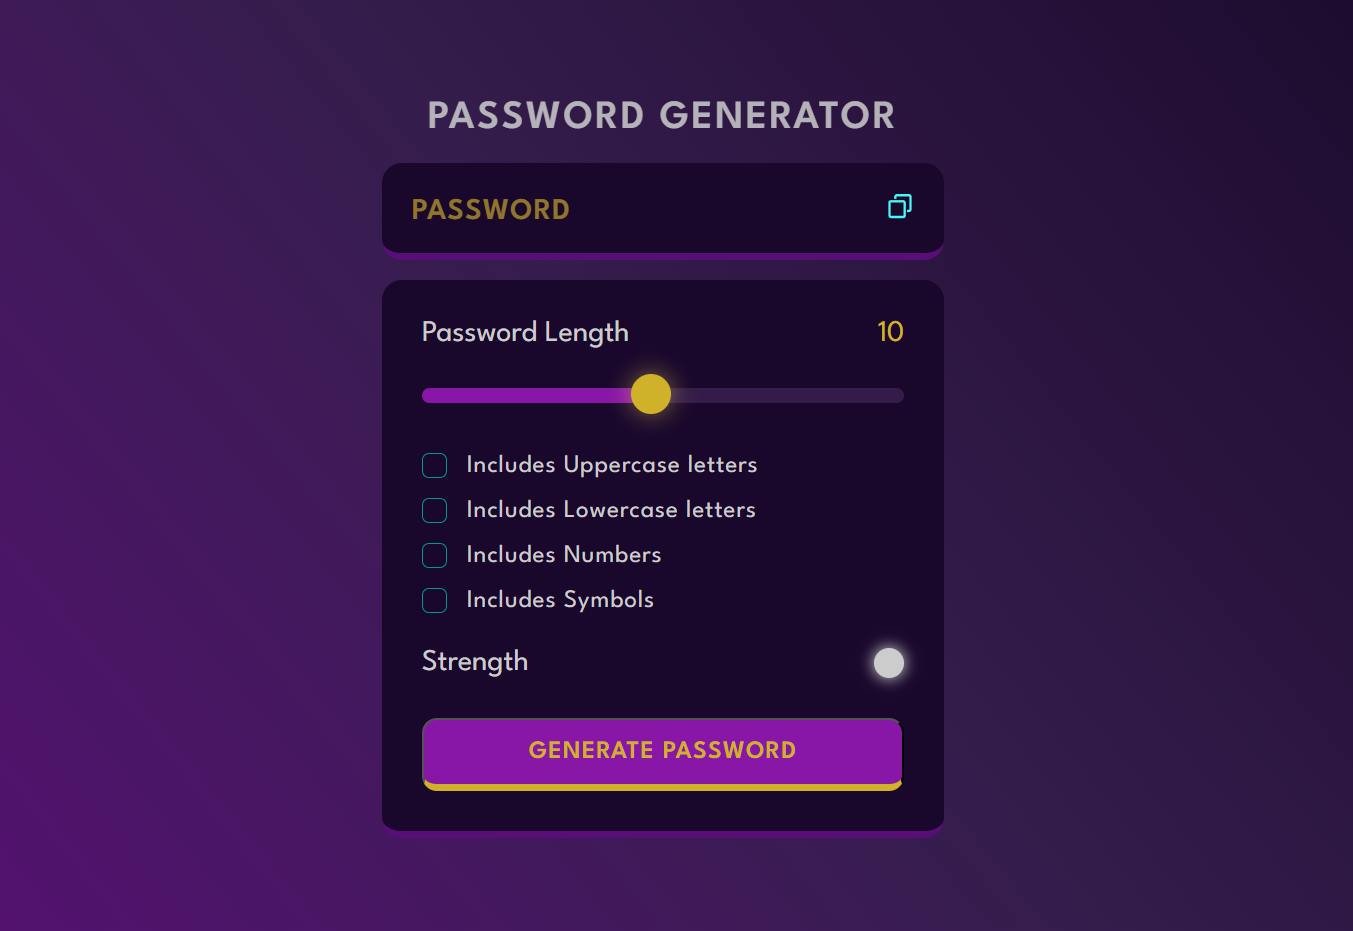 PASSWORD GENERATOR
PASSWORD
Password Length 10
Includes Uppercase letters
Includes Lowercase letters
Includes Numbers
Includes Symbols
Strength
GENERATE PASSWORD